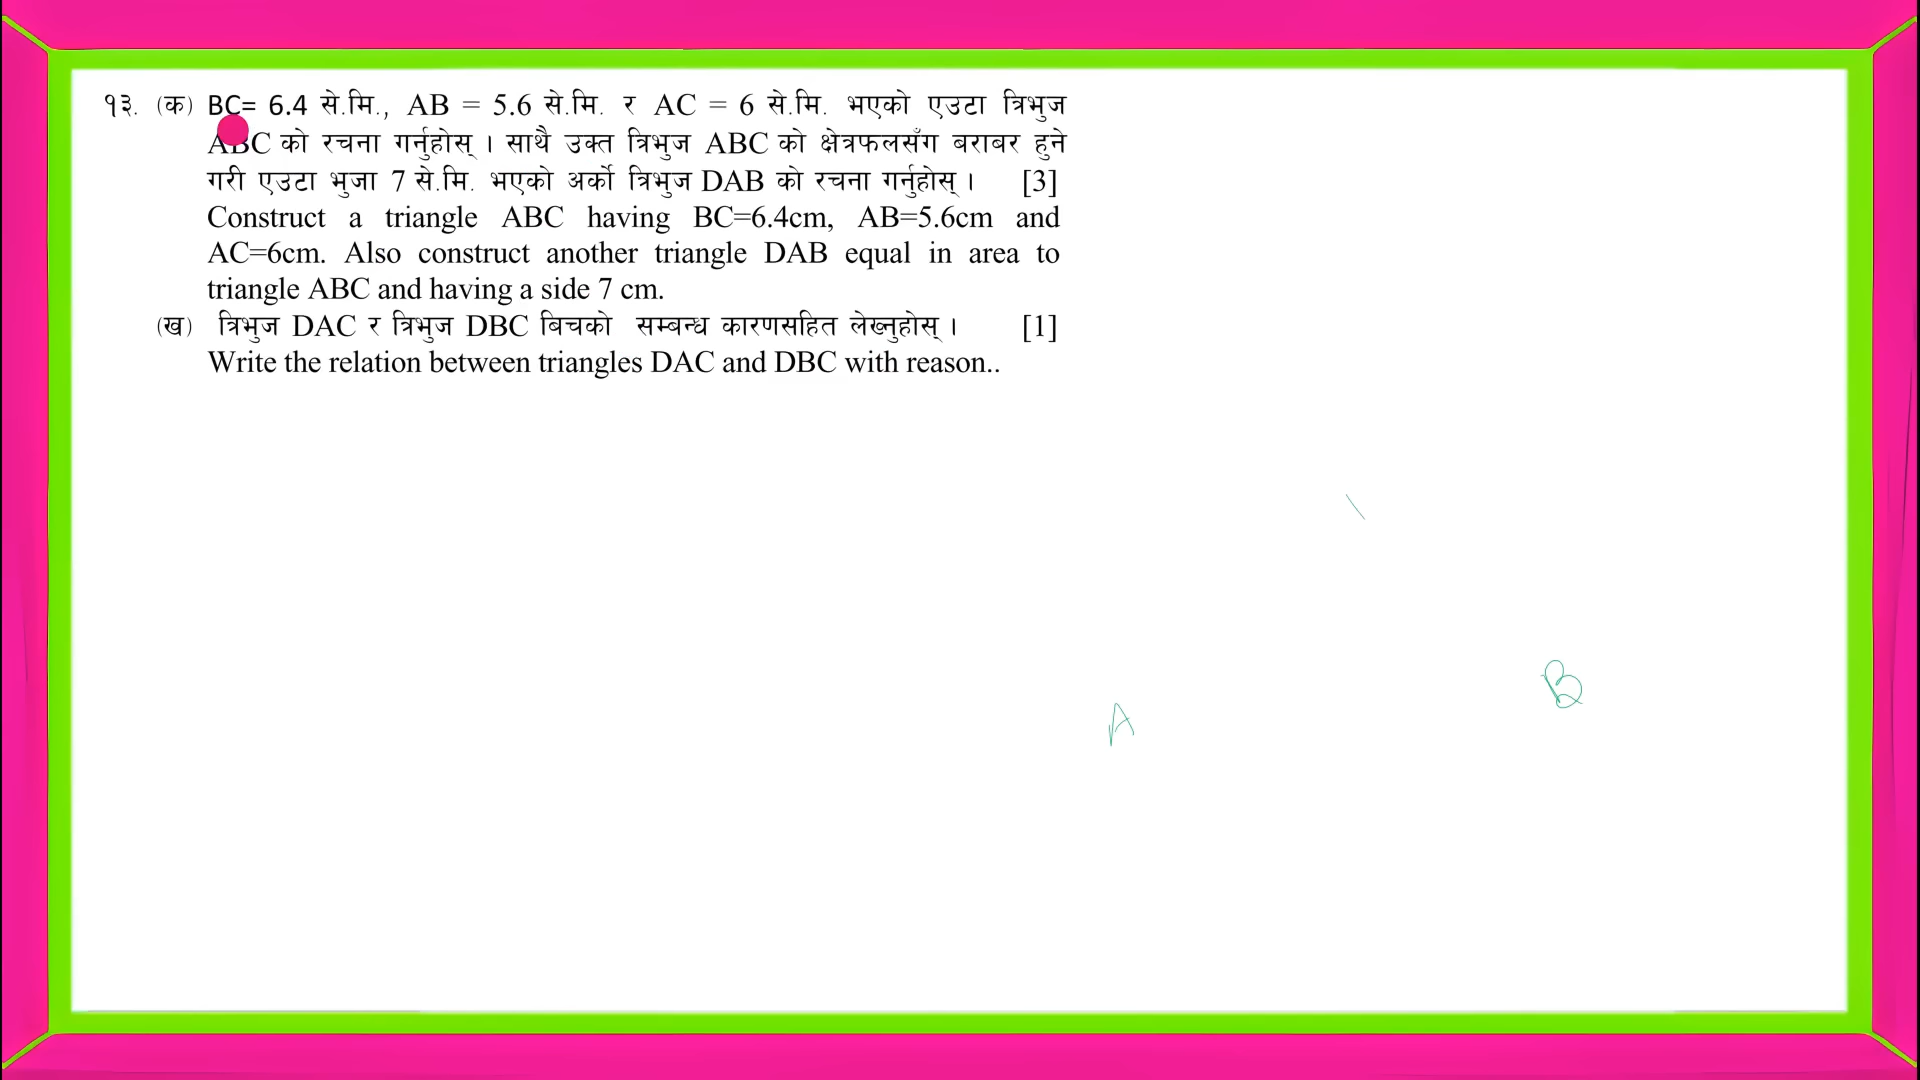 १३. (क) BC= 6.4 से.मि., AB = 5.6 से.मि. र AC = 6 से.मि. भएको एउटा त्रिभुज
ABC को रचना गर्नुहोस् । साथै उक्त त्रिभुज ABC को क्षेत्रफलसँग बराबर हुने
गरी एउटा भुजा 7 से.मि. भएको अर्को त्रिभुज DAB को रचना गर्नुहोस् । [3]
Construct a triangle ABC having BC=6.4cm, AB=5.6cm and
AC=6cm. Also construct another triangle DAB equal in area to
triangle ABC and having a side 7 cm.
(ख) त्रिभुज DAC र त्रिभुज DBC बिचको सम्बन्ध कारणसहित लेख्नुहोस् । [1]
Write the relation between triangles DAC and DBC with reason..
B
A